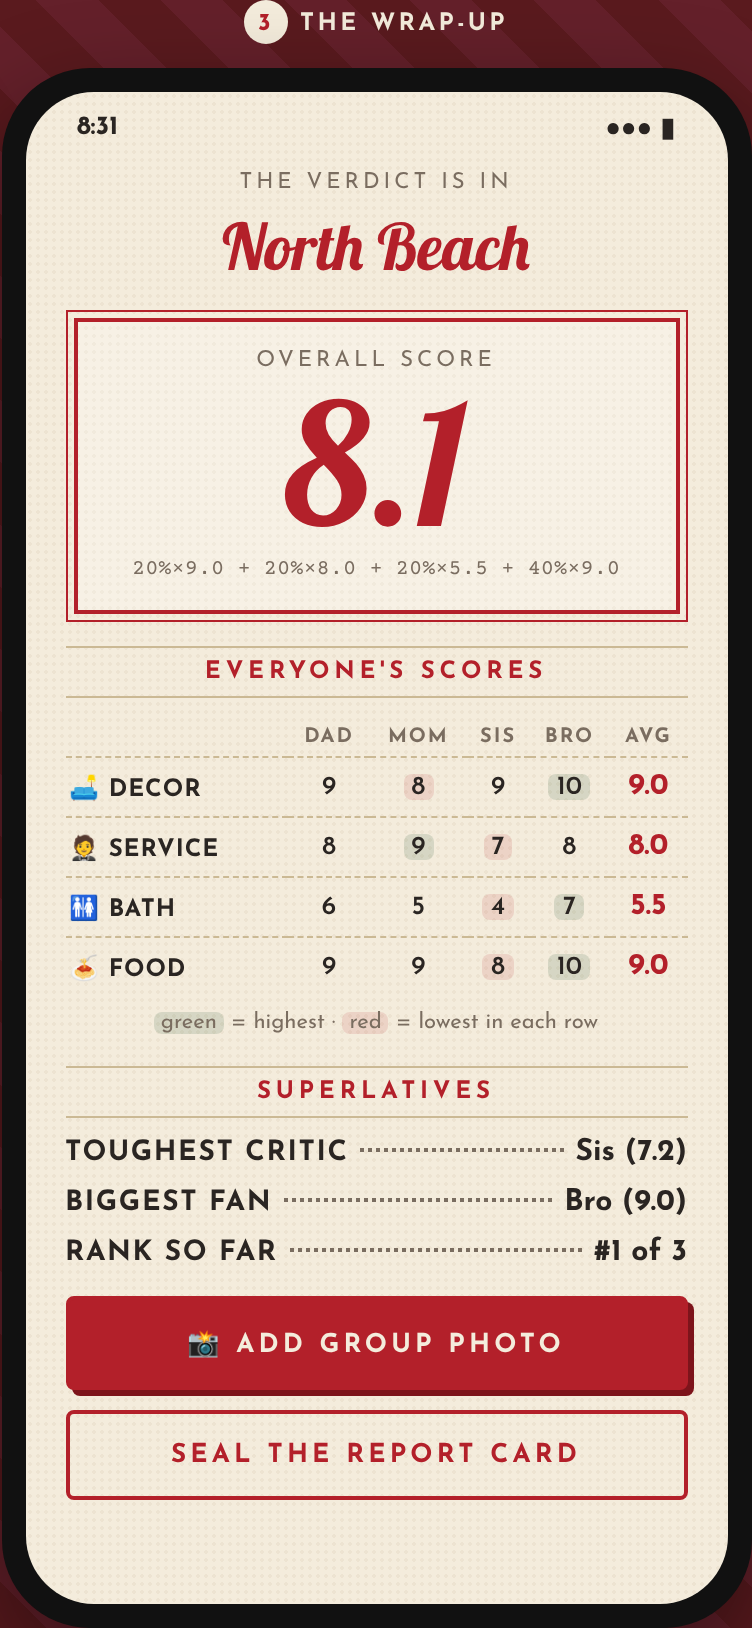 3 THE WRAP-UP
8:31
THE VERDICT IS IN
North Beach
OVERALL SCORE
8.1
20%×9.0 + 20%×8.0 + 20%×5.5 + 40%×9.0
EVERYONE'S SCORES
DAD MOM SIS BRO AVG
DECOR 9 8 9 10 9.0
SERVICE 8 9 7 8 8.0
BATH 6 5 4 7 5.5
FOOD 9 9 8 10 9.0
green = highest · red = lowest in each row
SUPERLATIVES
TOUGHEST CRITIC Sis (7.2)
BIGGEST FAN Bro (9.0)
RANK SO FAR #1 of 3
ADD GROUP PHOTO
SEAL THE REPORT CARD